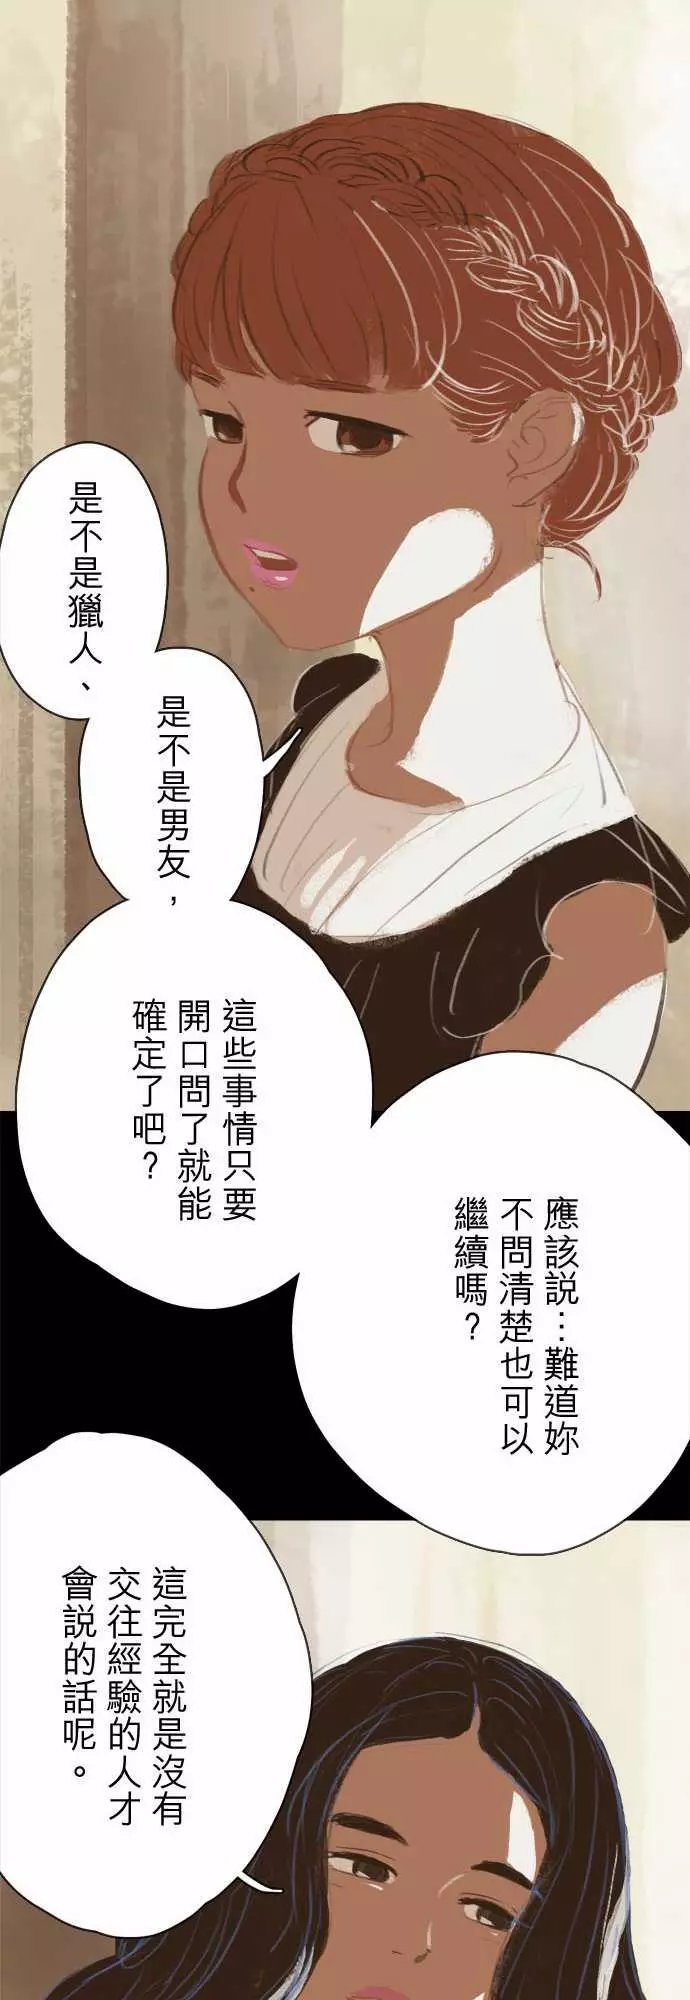 是不是獵人、
是不是男友，
這些事情只要
開口問了就能
確定了吧？
應該說…難道妳
不問清楚也可以
繼續嗎？
這完全就是沒有
交往經驗的人才
會說的話呢。